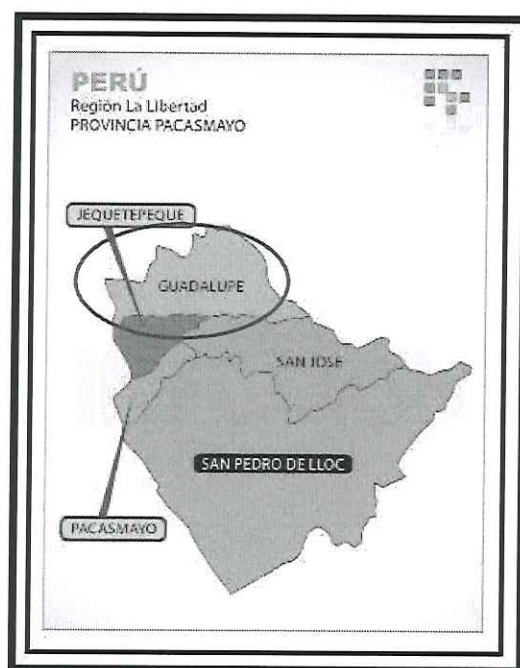 PERÚ
Región La Libertad
PROVINCIA PACASMAYO
JEQUETEPEQUE
GUADALUPE
SAN JOSE
SAN PEDRO DE LLOC
PACASMAYO